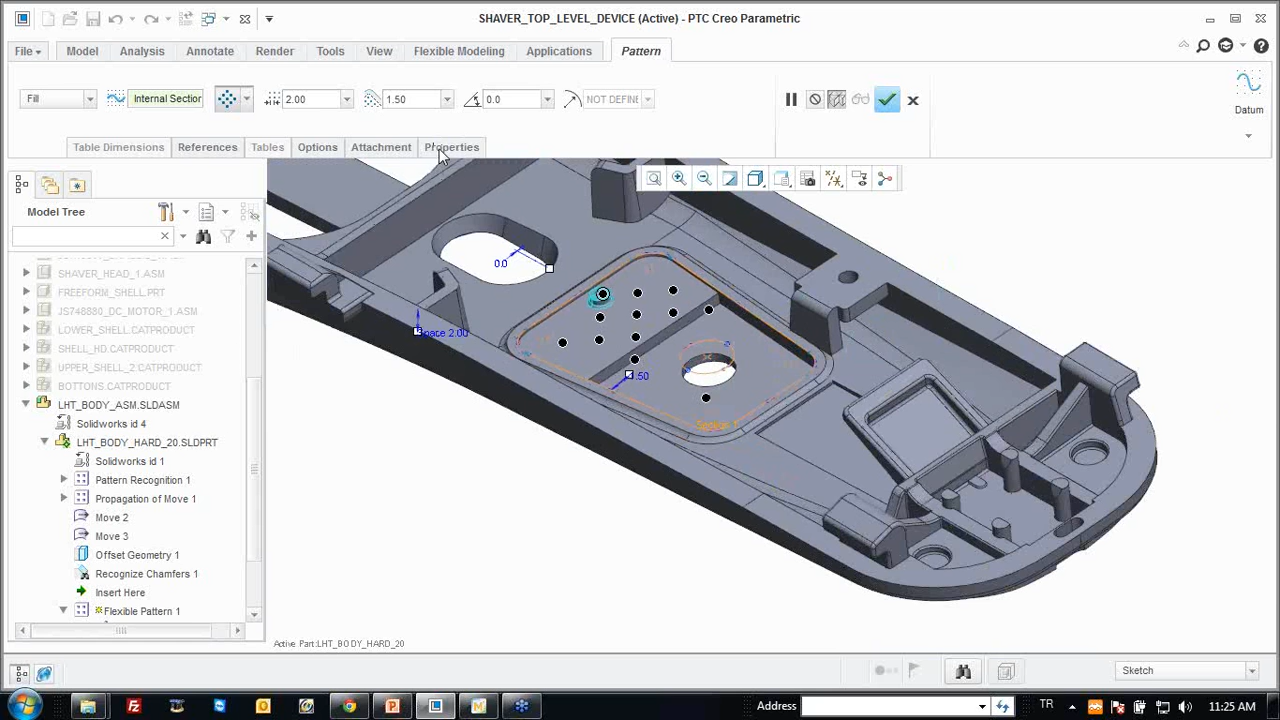 SHAVER_TOP_LEVEL_DEVICE (Active) - PTC Creo Parametric
File Model Analysis Annotate Render Tools View Flexible Modeling Applications Pattern
Fill Internal Section 2.00 1.50 0.0 NOT DEFINE
Datum
Table Dimensions References Tables Options Attachment Properties
Model Tree
SHAVER_HEAD_1.ASM
FREEFORM_SHELL.PRT
JS748880_DC_MOTOR_1.ASM
LOWER_SHELL.CATPRODUCT
SHELL_HD.CATPRODUCT
UPPER_SHELL_2.CATPRODUCT
BOTTONS.CATPRODUCT
LHT_BODY_ASM.SLDASM
Solidworks id 4
LHT_BODY_HARD_20.SLDPRT
Solidworks id 1
Pattern Recognition 1
Propagation of Move 1
Move 2
Move 3
Offset Geometry 1
Recognize Chamfers 1
Insert Here
Flexible Pattern 1
0.0
Space 2.00
1.50
Active Part:LHT_BODY_HARD_20
Sketch
Address
TR
11:25 AM